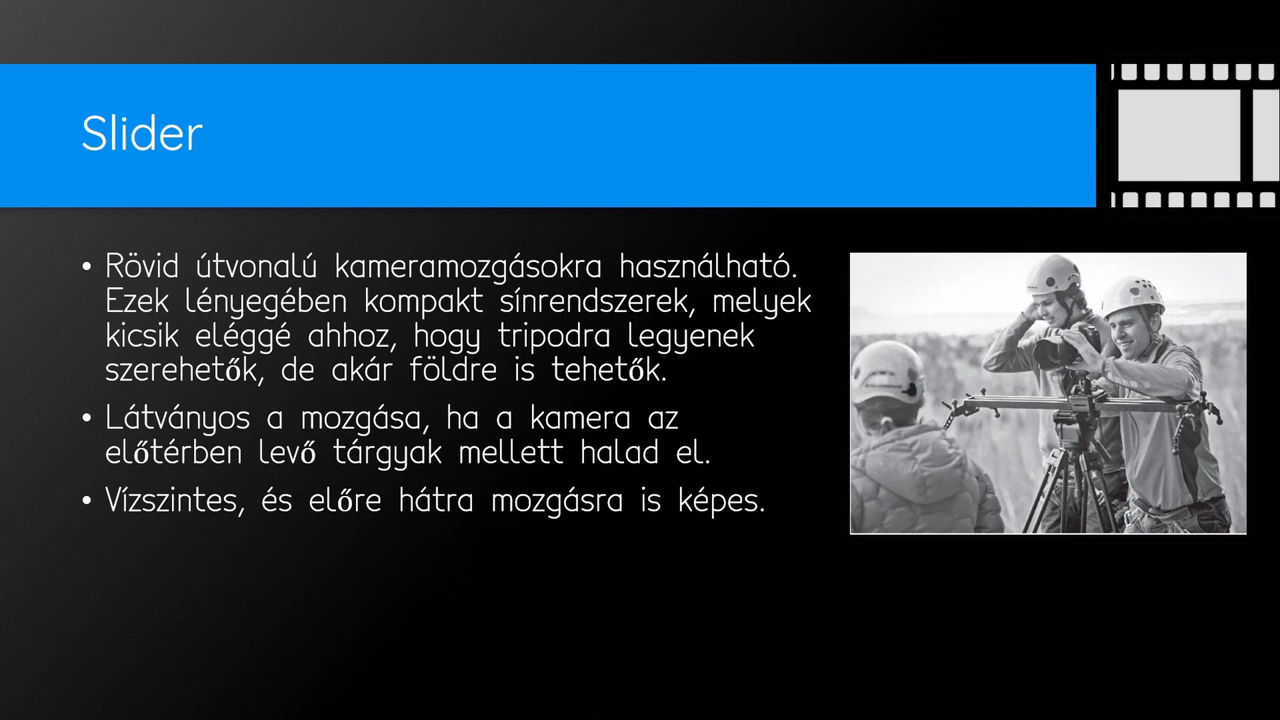 Slider
• Rövid útvonalú kameramozgásokra használható.
Ezek lényegében kompakt sínrendszerek, melyek
kicsik eléggé ahhoz, hogy tripodra legyenek
szerehetők, de akár földre is tehetők.
• Látványos a mozgása, ha a kamera az
előtérben levő tárgyak mellett halad el.
• Vízszintes, és előre hátra mozgásra is képes.